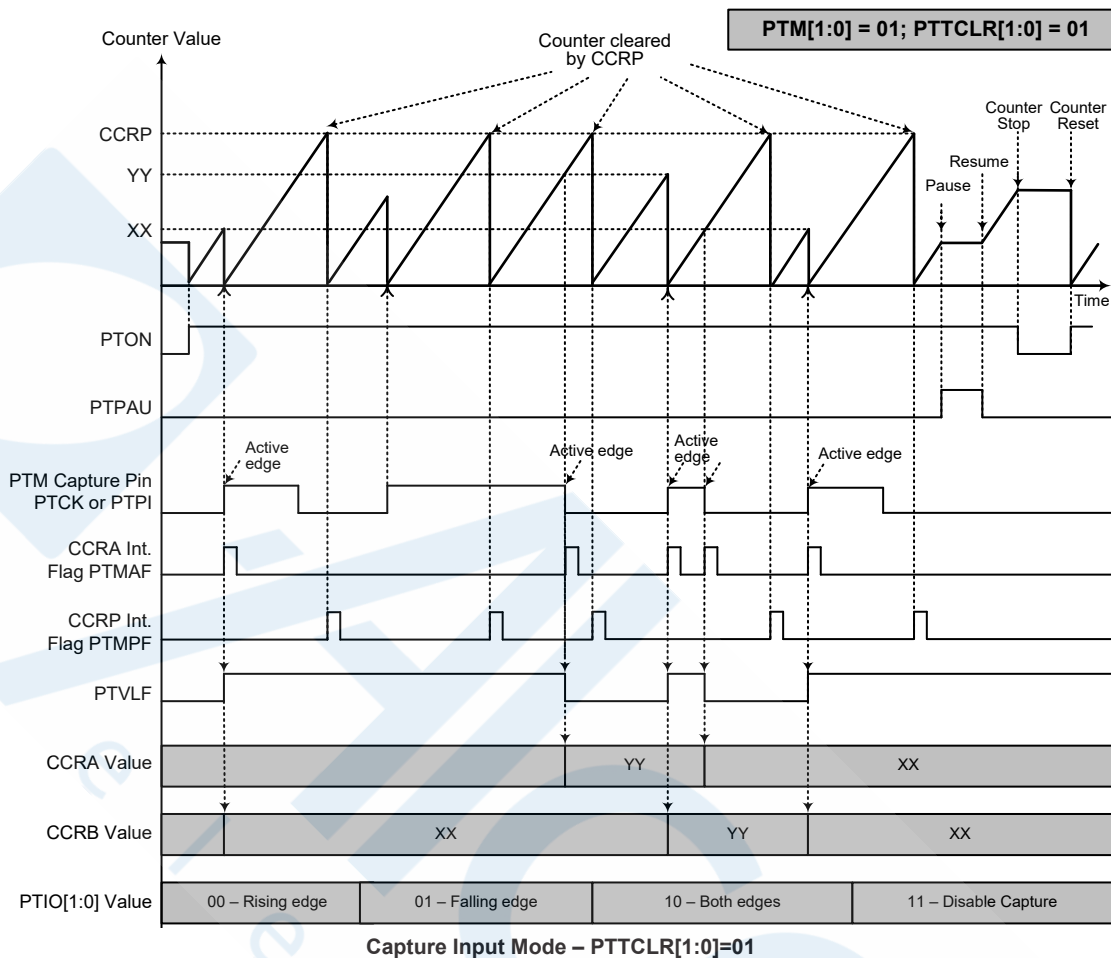 PTM[1:0] = 01; PTTCLR[1:0] = 01
Counter Value
Counter cleared
by CCRP
Counter
Stop
Counter
Reset
CCRP
YY
XX
Resume
Pause
Time
PTON
PTPAU
Active
edge
Active edge
Active
edge
Active edge
PTM Capture Pin
PTCK or PTPI
CCRA Int.
Flag PTMAF
CCRP Int.
Flag PTMPF
PTVLF
CCRA Value
YY
XX
CCRB Value
XX
YY
XX
PTIO[1:0] Value
00 – Rising edge
01 – Falling edge
10 – Both edges
11 – Disable Capture
Capture Input Mode – PTTCLR[1:0]=01